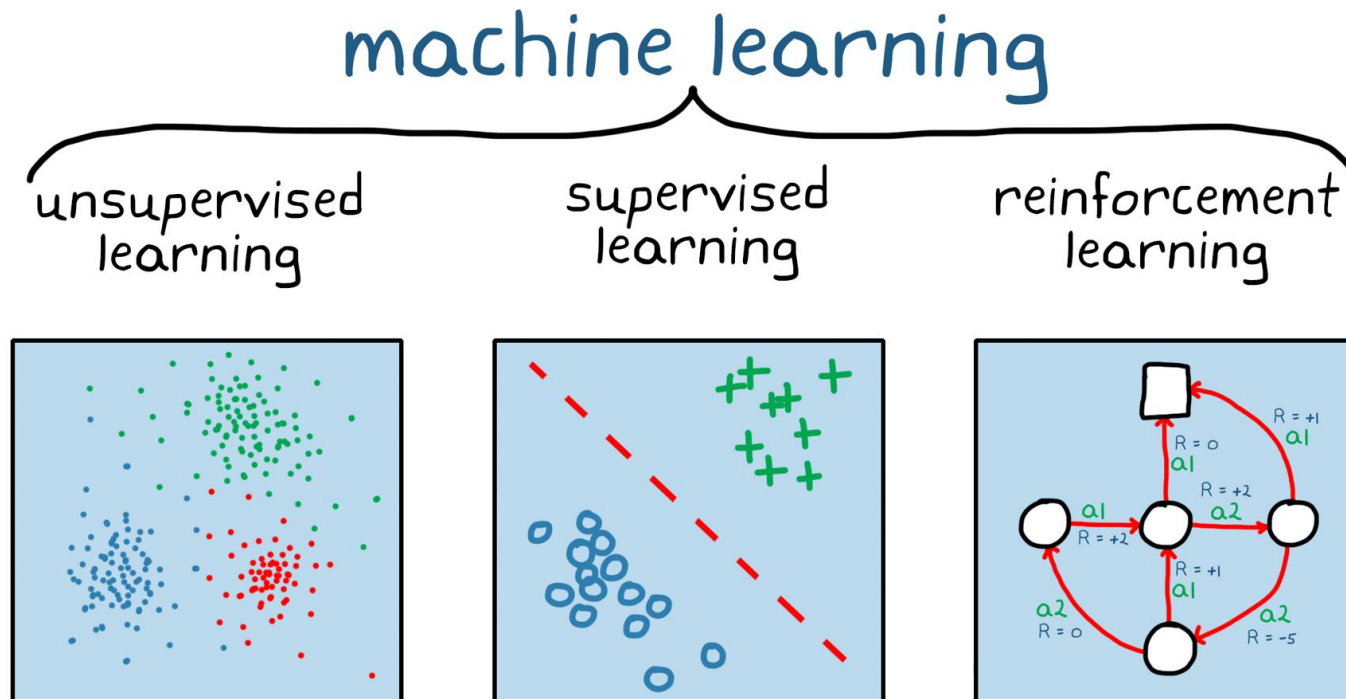 machine learning
unsupervised
learning
supervised
learning
reinforcement
learning
R = 0
a1
R = +1
a1
a1
R = +2
R = +2
a2
R = +1
a1
a2
R = 0
a2
R = -5